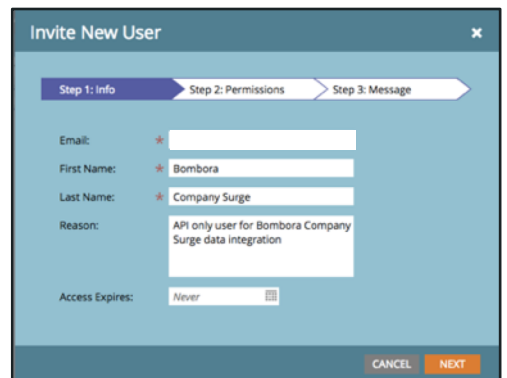 Invite New User
Step 1: Info Step 2: Permissions Step 3: Message
Email: *
First Name: * Bombora
Last Name: * Company Surge
Reason: API only user for Bombora Company
Surge data integration
Access Expires: Never
CANCEL NEXT